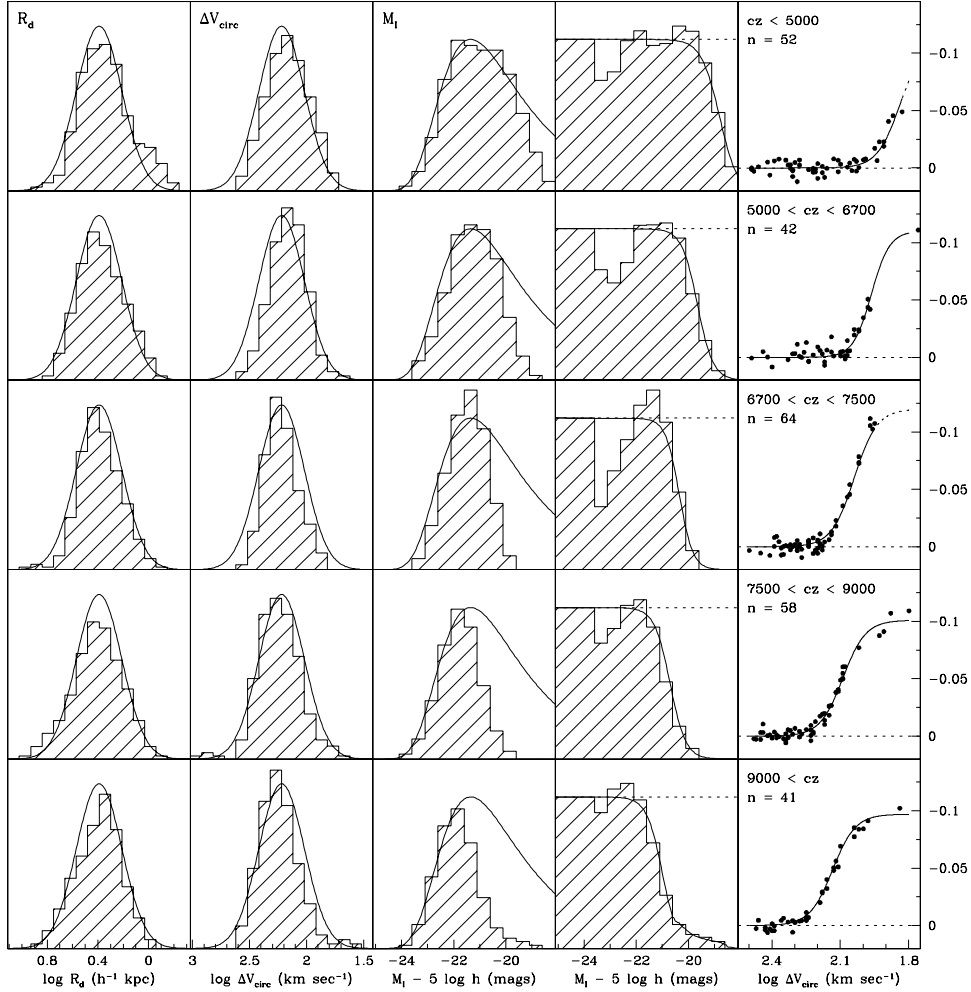 R_d
ΔV_circ
M_I
cz < 5000
n = 52
-0.1
-0.05
0
5000 < cz < 6700
n = 42
-0.1
-0.05
0
6700 < cz < 7500
n = 64
-0.1
-0.05
0
7500 < cz < 9000
n = 58
-0.1
-0.05
0
9000 < cz
n = 41
-0.1
-0.05
0
0.8 0.4 0 2.5 2 1.5 -22 -20 -22 -20 2.4 2.1 1.8
log R_d (h⁻¹ kpc) log ΔV_circ (km sec⁻¹) M_I - 5 log h (mags) M_I - 5 log h (mags) log ΔV_circ (km sec⁻¹)